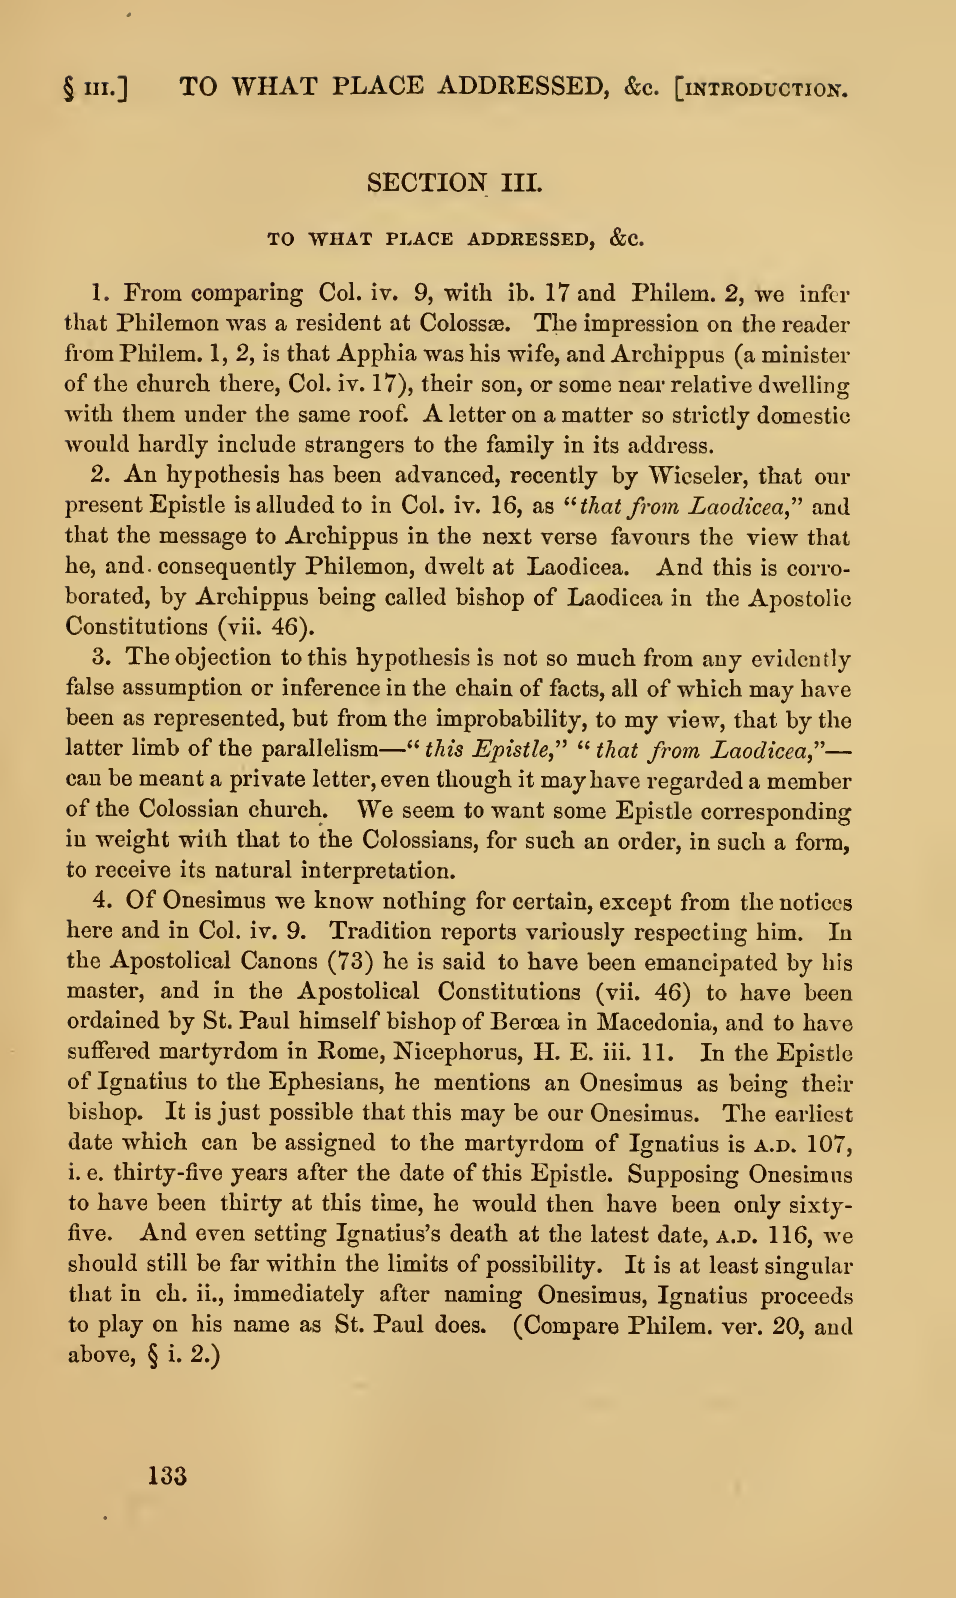 § III.] TO WHAT PLACE ADDRESSED, &c. [INTRODUCTION.
SECTION III.
TO WHAT PLACE ADDRESSED, &c.
1. From comparing Col. iv. 9, with ib. 17 and Philem. 2, we infer
that Philemon was a resident at Colossæ. The impression on the reader
from Philem. 1, 2, is that Apphia was his wife, and Archippus (a minister
of the church there, Col. iv. 17), their son, or some near relative dwelling
with them under the same roof. A letter on a matter so strictly domestic
would hardly include strangers to the family in its address.
2. An hypothesis has been advanced, recently by Wieseler, that our
present Epistle is alluded to in Col. iv. 16, as “that from Laodicea,” and
that the message to Archippus in the next verse favours the view that
he, and consequently Philemon, dwelt at Laodicea. And this is corro-
borated, by Archippus being called bishop of Laodicea in the Apostolic
Constitutions (vii. 46).
3. The objection to this hypothesis is not so much from any evidently
false assumption or inference in the chain of facts, all of which may have
been as represented, but from the improbability, to my view, that by the
latter limb of the parallelism—“this Epistle,” “that from Laodicea,”—
can be meant a private letter, even though it may have regarded a member
of the Colossian church. We seem to want some Epistle corresponding
in weight with that to the Colossians, for such an order, in such a form,
to receive its natural interpretation.
4. Of Onesimus we know nothing for certain, except from the notices
here and in Col. iv. 9. Tradition reports variously respecting him. In
the Apostolical Canons (73) he is said to have been emancipated by his
master, and in the Apostolical Constitutions (vii. 46) to have been
ordained by St. Paul himself bishop of Berœa in Macedonia, and to have
suffered martyrdom in Rome, Nicephorus, H. E. iii. 11. In the Epistle
of Ignatius to the Ephesians, he mentions an Onesimus as being their
bishop. It is just possible that this may be our Onesimus. The earliest
date which can be assigned to the martyrdom of Ignatius is A.D. 107,
i. e. thirty-five years after the date of this Epistle. Supposing Onesimus
to have been thirty at this time, he would then have been only sixty-
five. And even setting Ignatius's death at the latest date, A.D. 116, we
should still be far within the limits of possibility. It is at least singular
that in ch. ii., immediately after naming Onesimus, Ignatius proceeds
to play on his name as St. Paul does. (Compare Philem. ver. 20, and
above, § i. 2.)
133